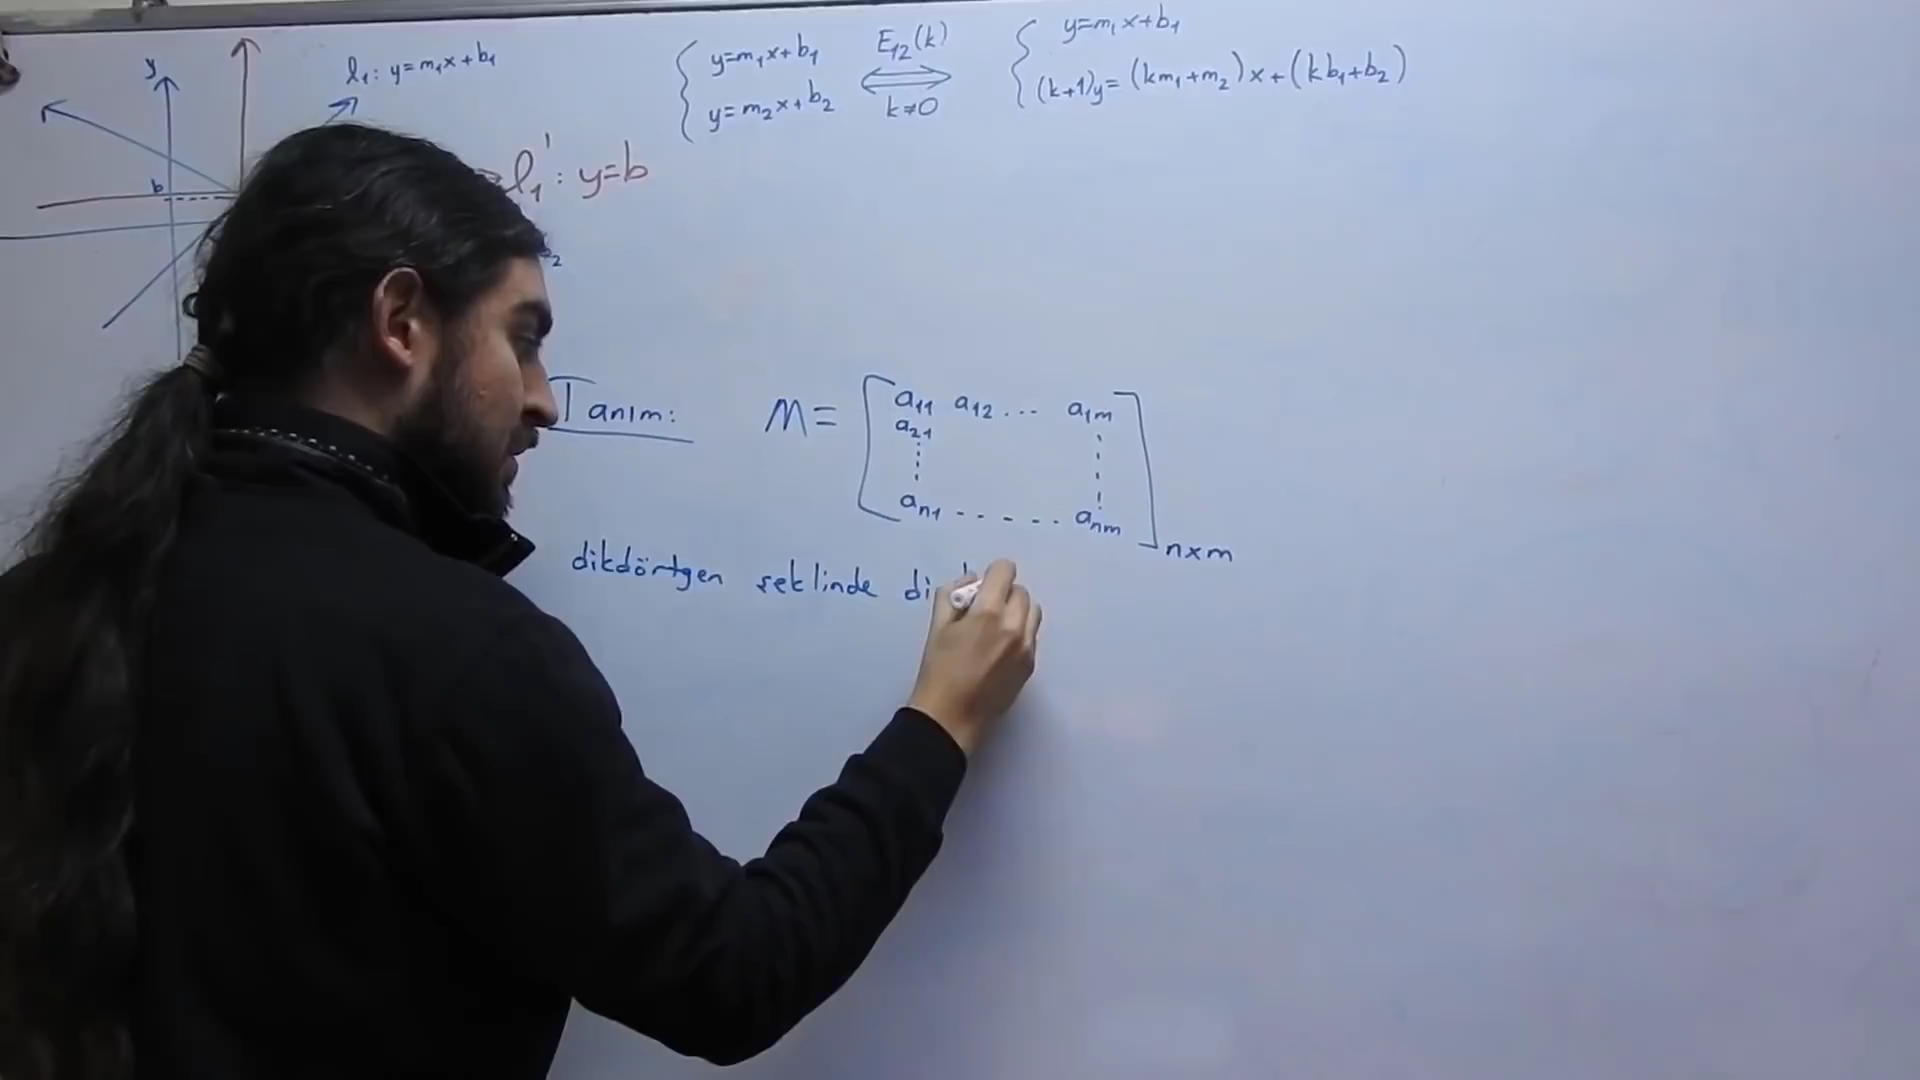 y
l₁: y=m₁x+b₁
b
l₁': y=b
₂
y=m₁x+b₁
y=m₂x+b₂
E₁₂(k)
k≠0
y=m₁x+b₁
(k+1)y=(km₁+m₂)x+(kb₁+b₂)
Tanım: M=
a₁₁ a₁₂ ... a₁ₘ
a₂₁
aₙ₁ ------ aₙₘ
n×m
dikdörtgen şeklinde